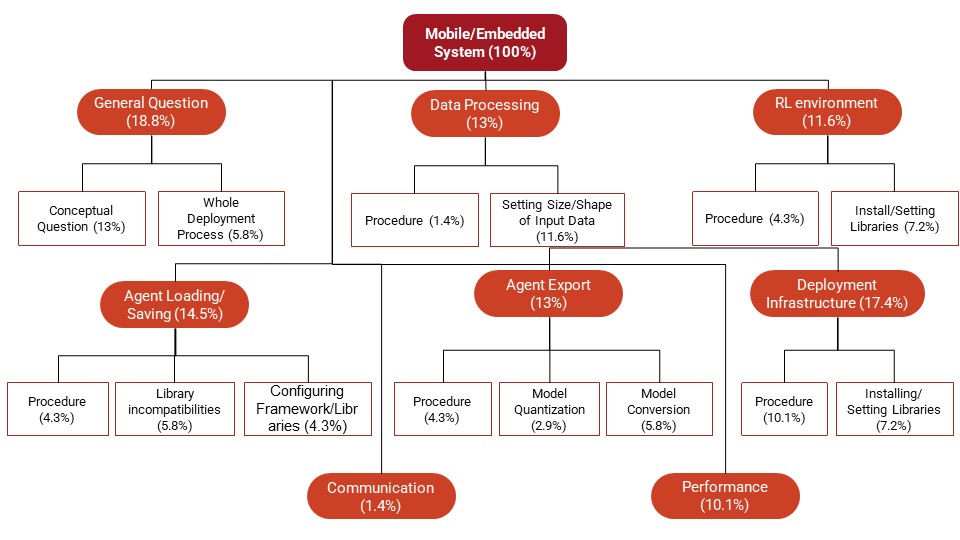 Mobile/Embedded
System (100%)
General Question
(18.8%)
Data Processing
(13%)
RL environment
(11.6%)
Conceptual
Question (13%)
Whole
Deployment
Process (5.8%)
Procedure (1.4%)
Setting Size/Shape
of Input Data
(11.6%)
Procedure (4.3%)
Install/Setting
Libraries (7.2%)
Agent Loading/
Saving (14.5%)
Agent Export
(13%)
Deployment
Infrastructure (17.4%)
Procedure
(4.3%)
Library
incompatibilities
(5.8%)
Configuring
Framework/Libr
aries (4.3%)
Procedure
(4.3%)
Model
Quantization
(2.9%)
Model
Conversion
(5.8%)
Procedure
(10.1%)
Installing/
Setting Libraries
(7.2%)
Communication
(1.4%)
Performance
(10.1%)